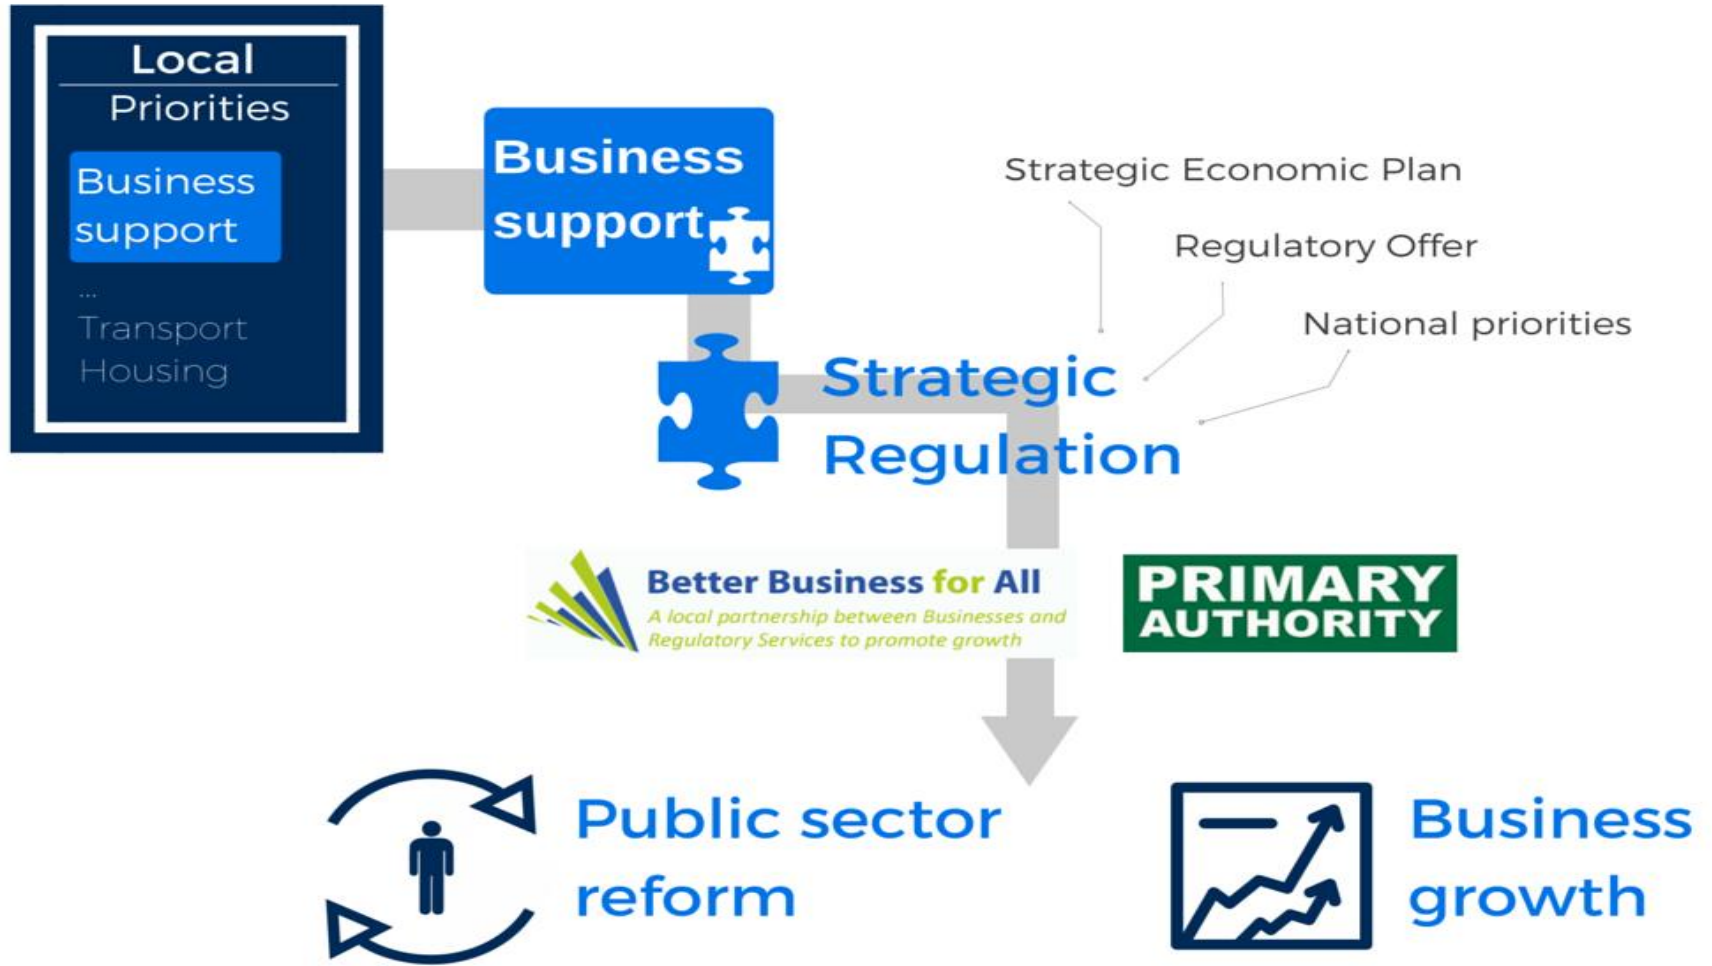 Local
Priorities
Business
support
...
Transport
Housing
Business
support
Strategic Economic Plan
Regulatory Offer
National priorities
Strategic
Regulation
Better Business for All
A local partnership between Businesses and
Regulatory Services to promote growth
PRIMARY
AUTHORITY
Public sector
reform
Business
growth